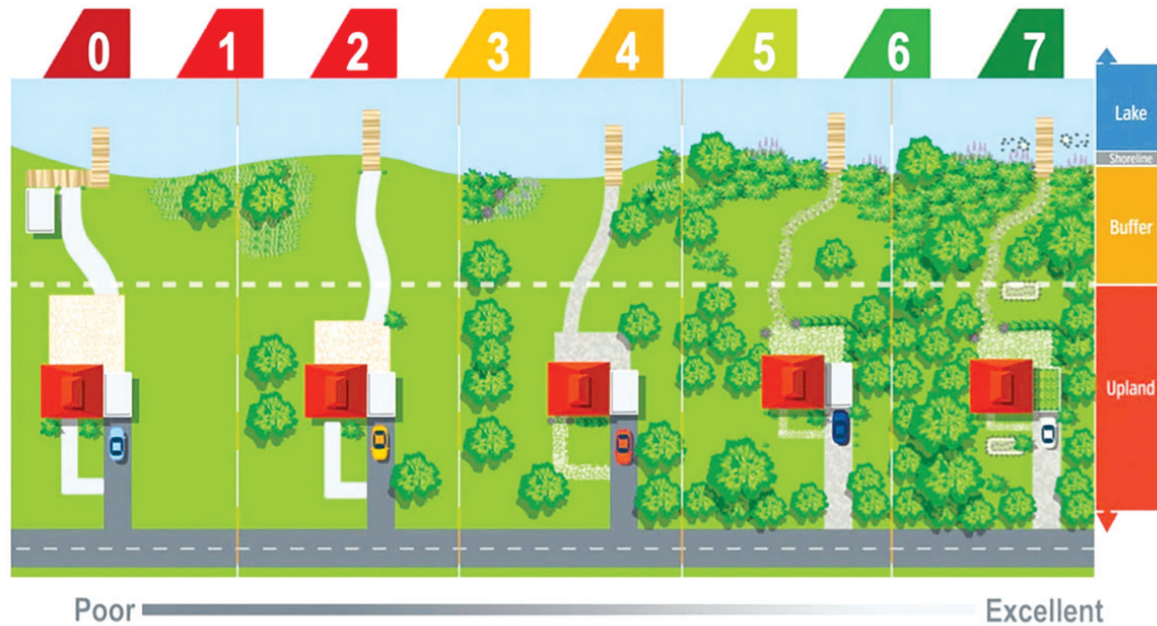 0 1 2 3 4 5 6 7
Lake
Shoreline
Buffer
Upland
Poor Excellent